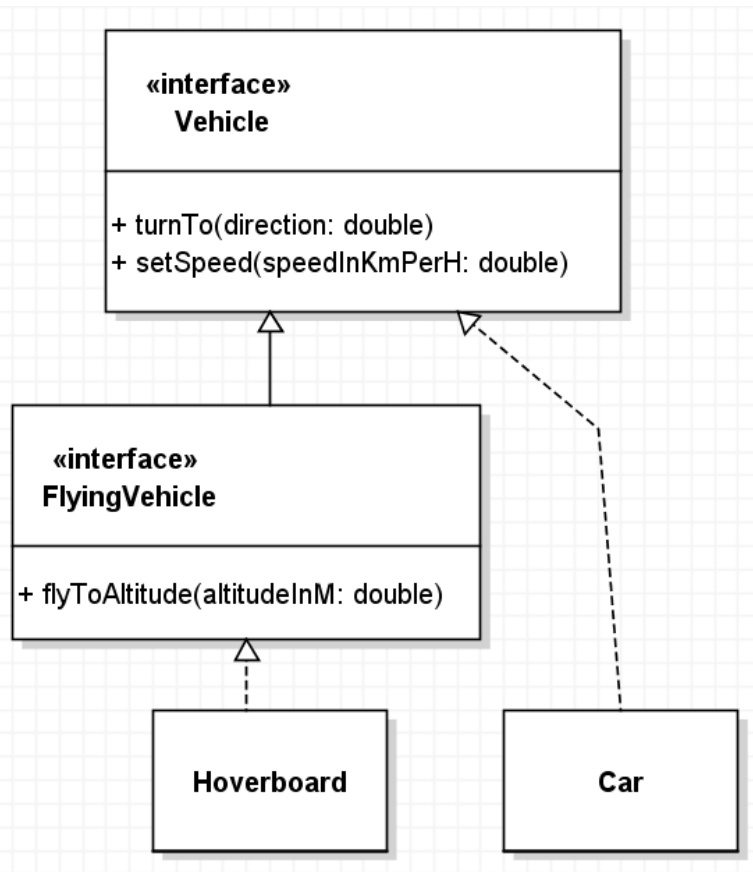 «interface»
Vehicle
+ turnTo(direction: double)
+ setSpeed(speedInKmPerH: double)
«interface»
FlyingVehicle
+ flyToAltitude(altitudeInM: double)
Hoverboard
Car